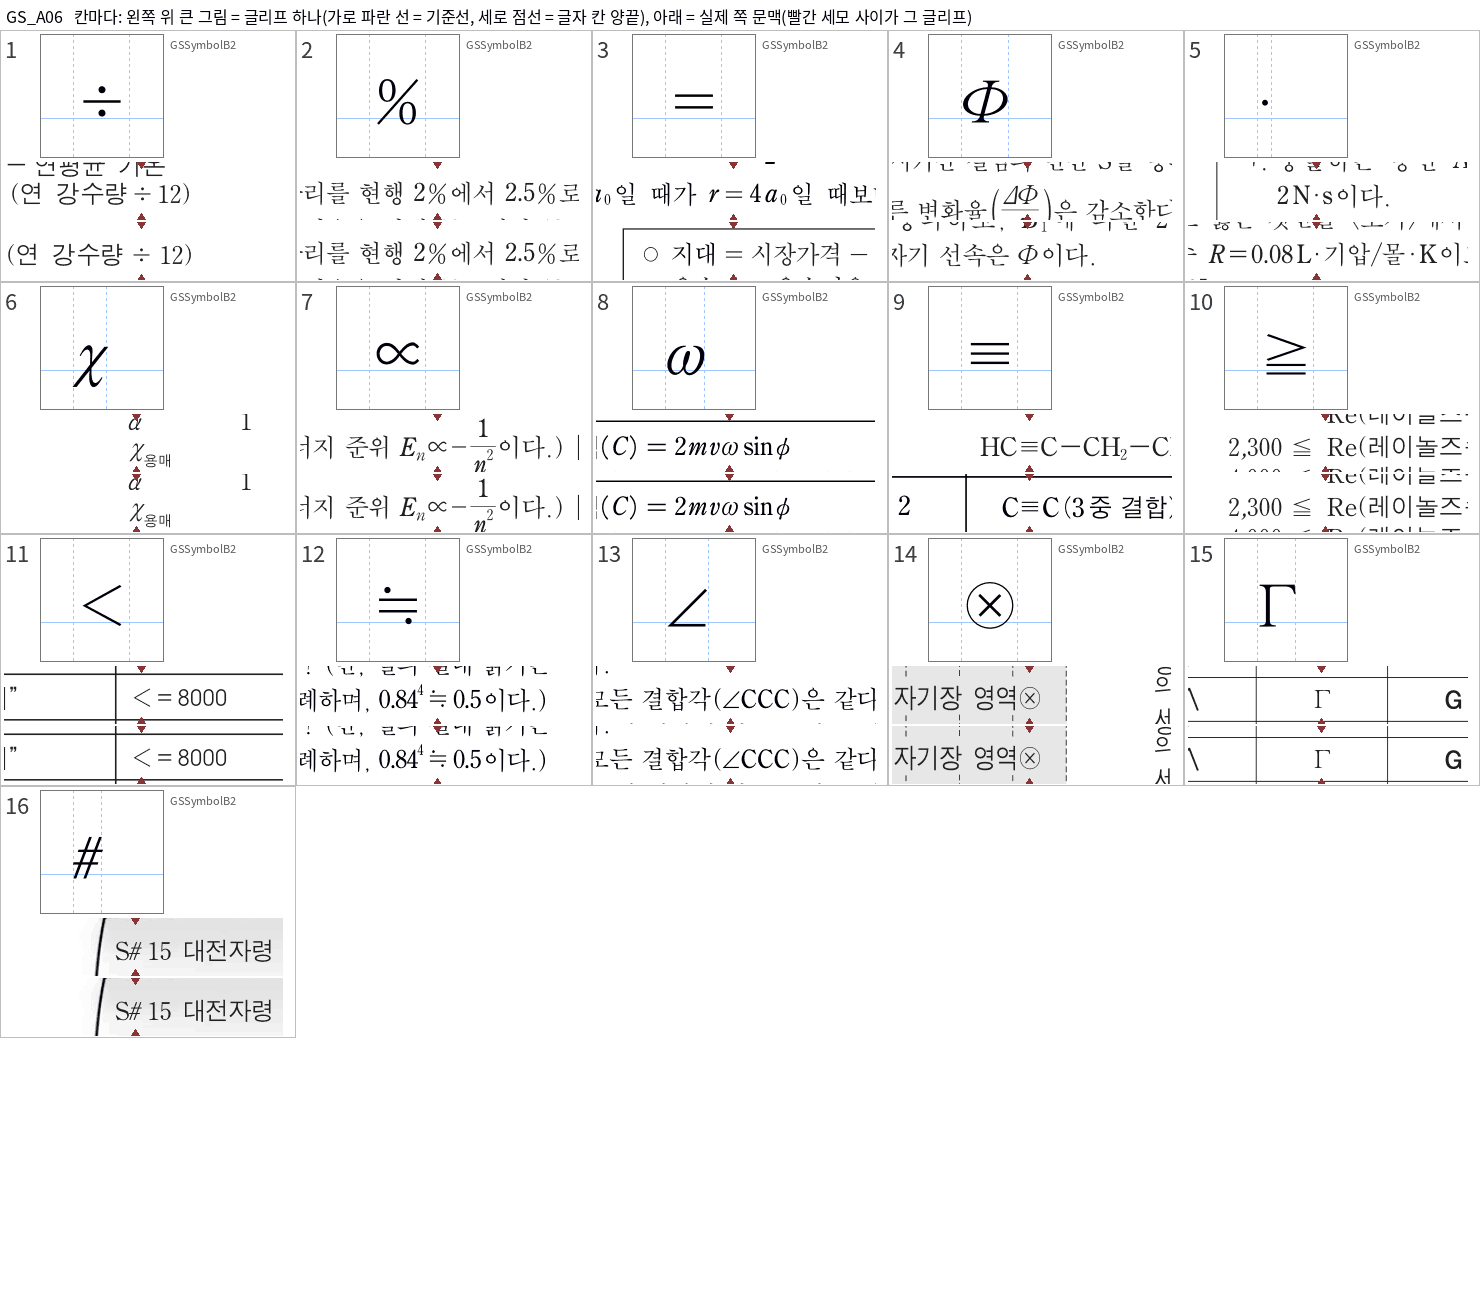 GS_A06 칸마다: 왼쪽 위 큰 그림 = 글리프 하나(가로 파란 선 = 기준선, 세로 점선 = 글자 칸 양끝), 아래 = 실제 쪽 문맥(빨간 세모 사이가 그 글리프)
1 ÷ GSSymbolB2
(연 강수량 ÷ 12)
(연 강수량 ÷ 12)
2 % GSSymbolB2
리를 현행 2%에서 2.5%로
리를 현행 2%에서 2.5%로
3 = GSSymbolB2
a₀일 때가 r = 4a₀일 때보
○ 지대 = 시장가격 −
4 Φ GSSymbolB2
른 변화율(ΔΦ)은 감소한다
자기 선속은 Φ이다.
5 · GSSymbolB2
2N·s이다.
R=0.08L·기압/몰·K이
6 χ GSSymbolB2
α 1
χ용매
α 1
χ용매
7 ∝ GSSymbolB2
너지 준위 Eₙ∝−1/n²이다.) |
너지 준위 Eₙ∝−1/n²이다.) |
8 ω GSSymbolB2
(C) = 2mvω sinϕ
(C) = 2mvω sinϕ
9 ≡ GSSymbolB2
HC≡C−CH₂−C
2 C≡C(3중 결합)
10 ≧ GSSymbolB2
2,300 ≦ Re(레이놀즈
2,300 ≦ Re(레이놀즈
11 < GSSymbolB2
” < = 8000
” < = 8000
12 ≒ GSSymbolB2
례하며, 0.84⁴ ≒ 0.5이다.)
례하며, 0.84⁴ ≒ 0.5이다.)
13 ∠ GSSymbolB2
모든 결합각(∠CCC)은 같다
모든 결합각(∠CCC)은 같다
14 ⊗ GSSymbolB2
자기장 영역⊗
자기장 영역⊗
15 Γ GSSymbolB2
\ Γ G
\ Γ G
16 # GSSymbolB2
S# 15 대전자령
S# 15 대전자령